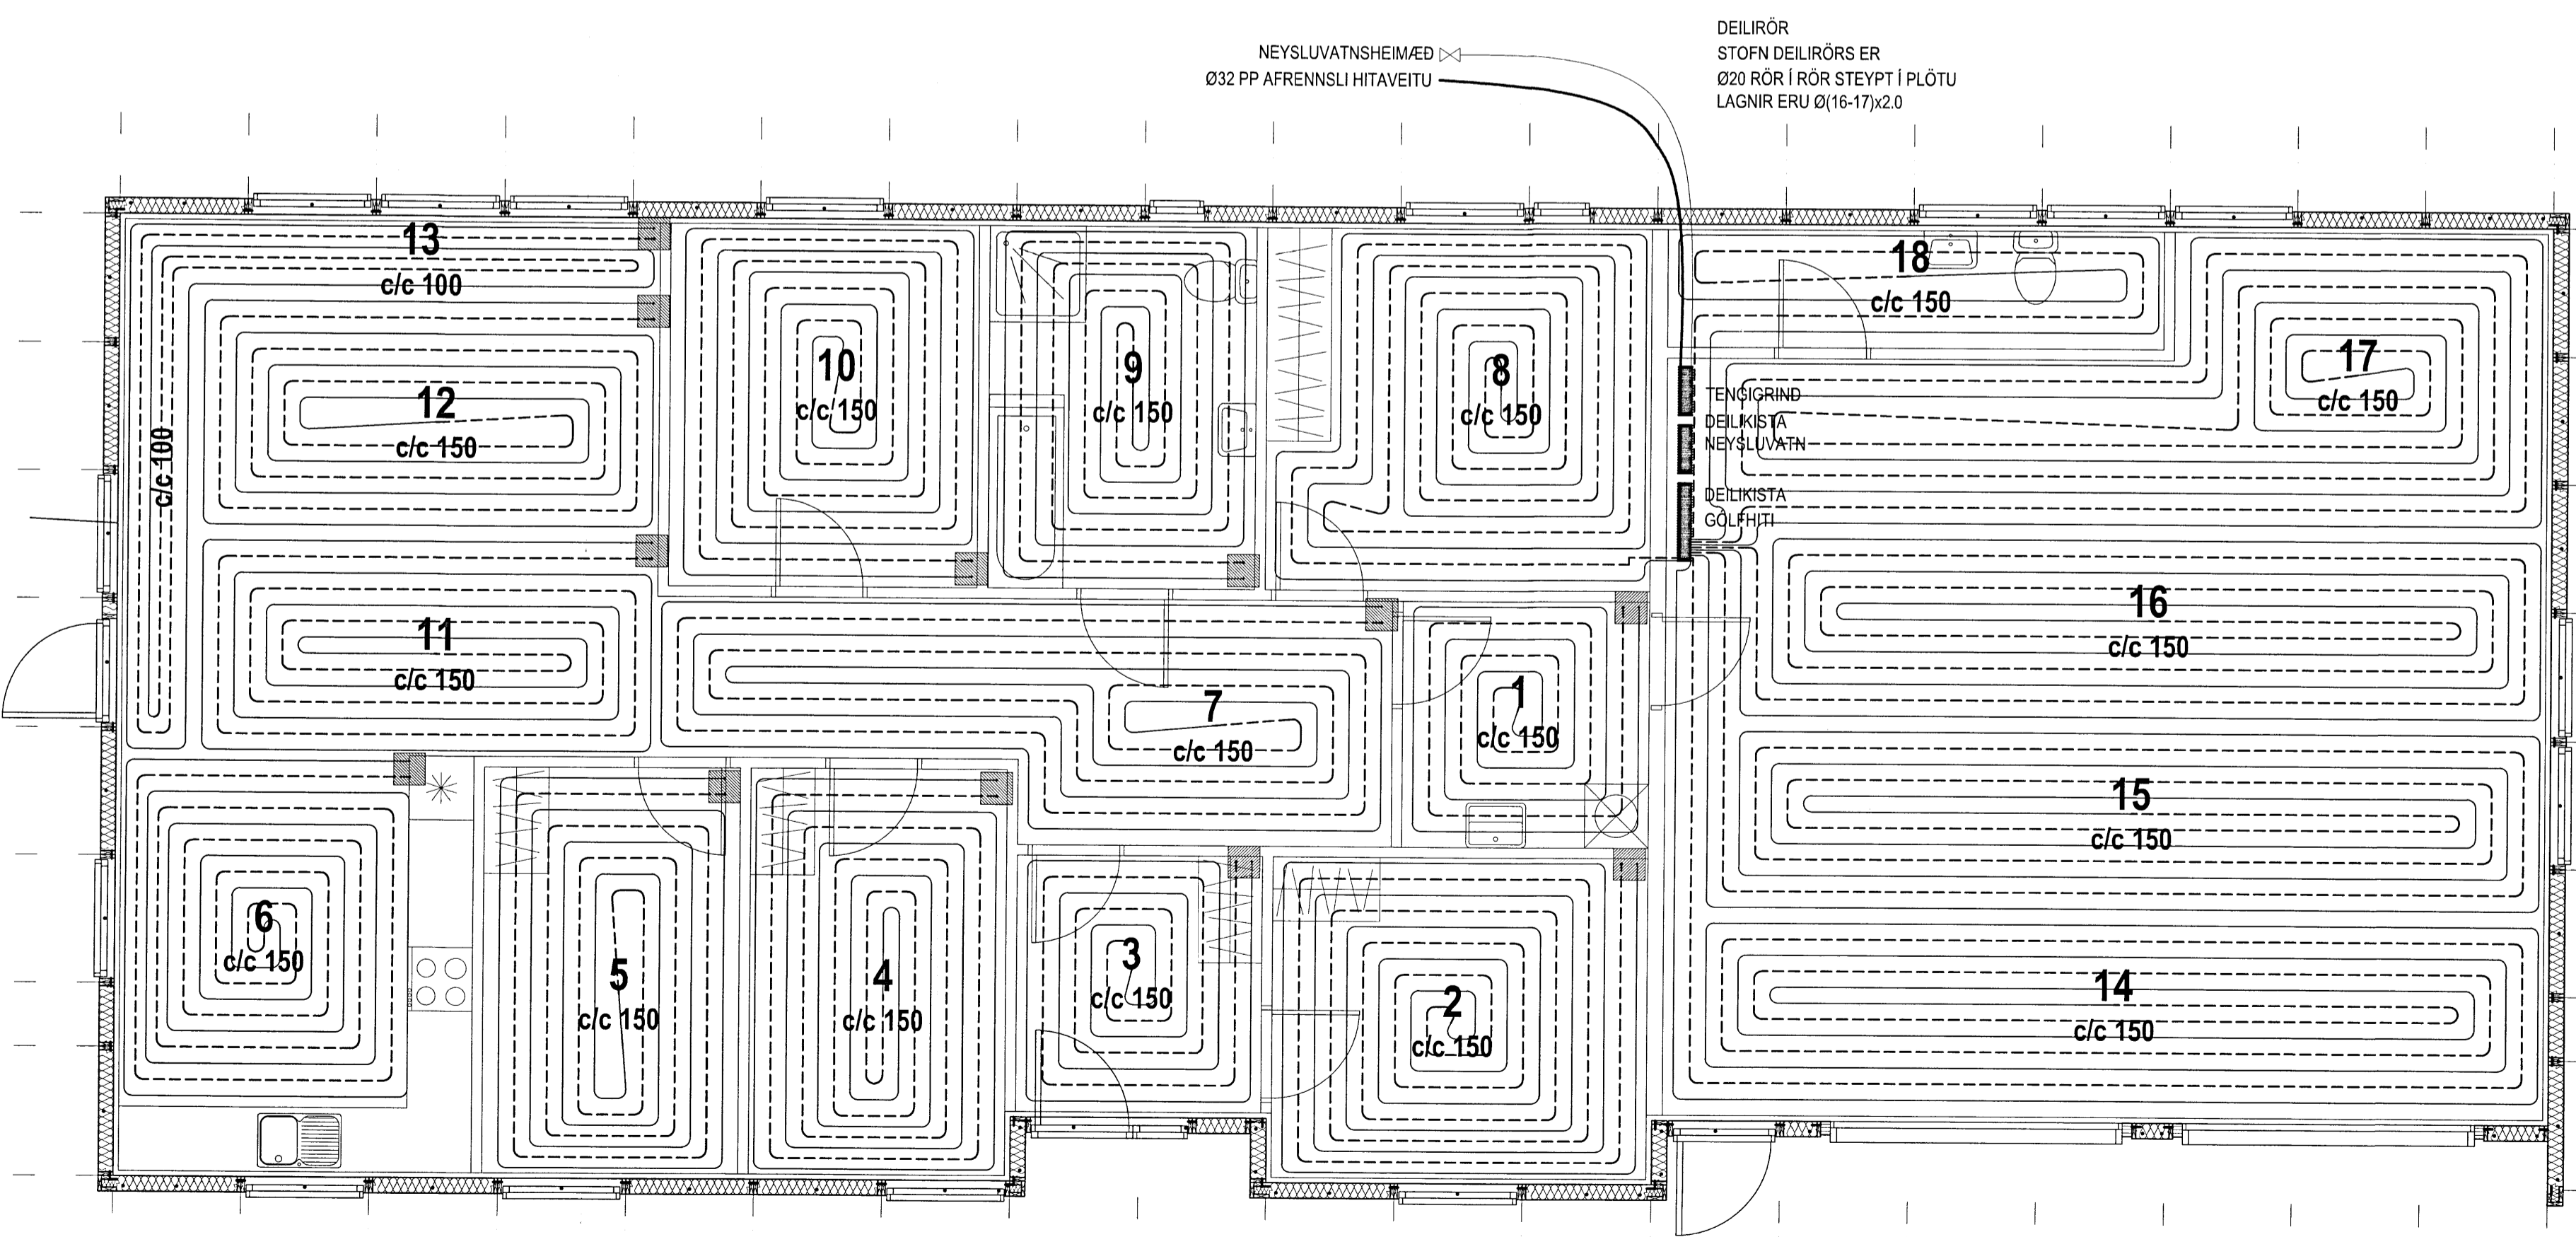 DEILIRÖR
STOFN DEILIRÖRS ER
Ø20 RÖR Í RÖR STEYPT Í PLÖTU
LAGNIR ERU Ø(16-17)x2.0
NEYSLUVATNSHEIMÆÐ
Ø32 PP AFRENNSLI HITAVEITU
13
c/c 100
c/c 100
12
c/c 150
10
c/c 150
9
c/c 150
8
c/c 150
18
c/c 150
17
c/c 150
TENGIGRIND
DEILIKISTA
NEYSLUVATN
DEILIKISTA
GÓLFHITI
11
c/c 150
7
c/c 150
1
c/c 150
16
c/c 150
15
c/c 150
6
c/c 150
5
c/c 150
4
c/c 150
3
c/c 150
2
c/c 150
14
c/c 150